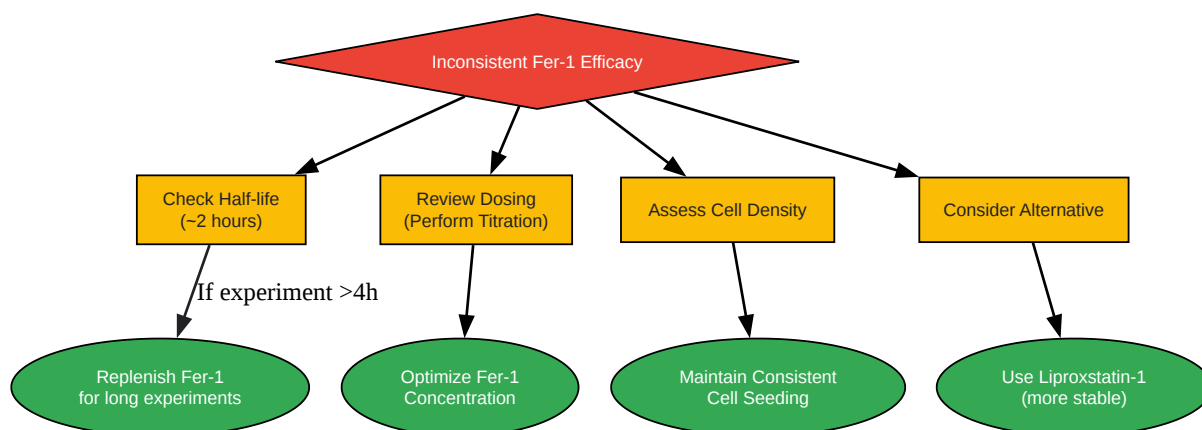 Inconsistent Fer-1 Efficacy
Check Half-life
(~2 hours)
Review Dosing
(Perform Titration)
Assess Cell Density
Consider Alternative
If experiment >4h
Replenish Fer-1
for long experiments
Optimize Fer-1
Concentration
Maintain Consistent
Cell Seeding
Use Liproxstatin-1
(more stable)